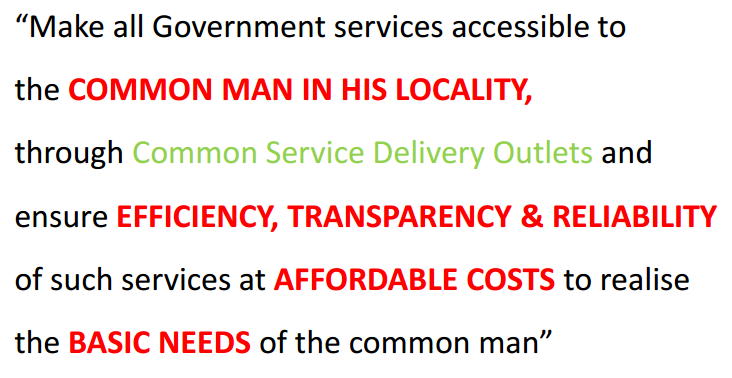 “Make all Government services accessible to
the COMMON MAN IN HIS LOCALITY,
through Common Service Delivery Outlets and
ensure EFFICIENCY, TRANSPARENCY & RELIABILITY
of such services at AFFORDABLE COSTS to realise
the BASIC NEEDS of the common man”